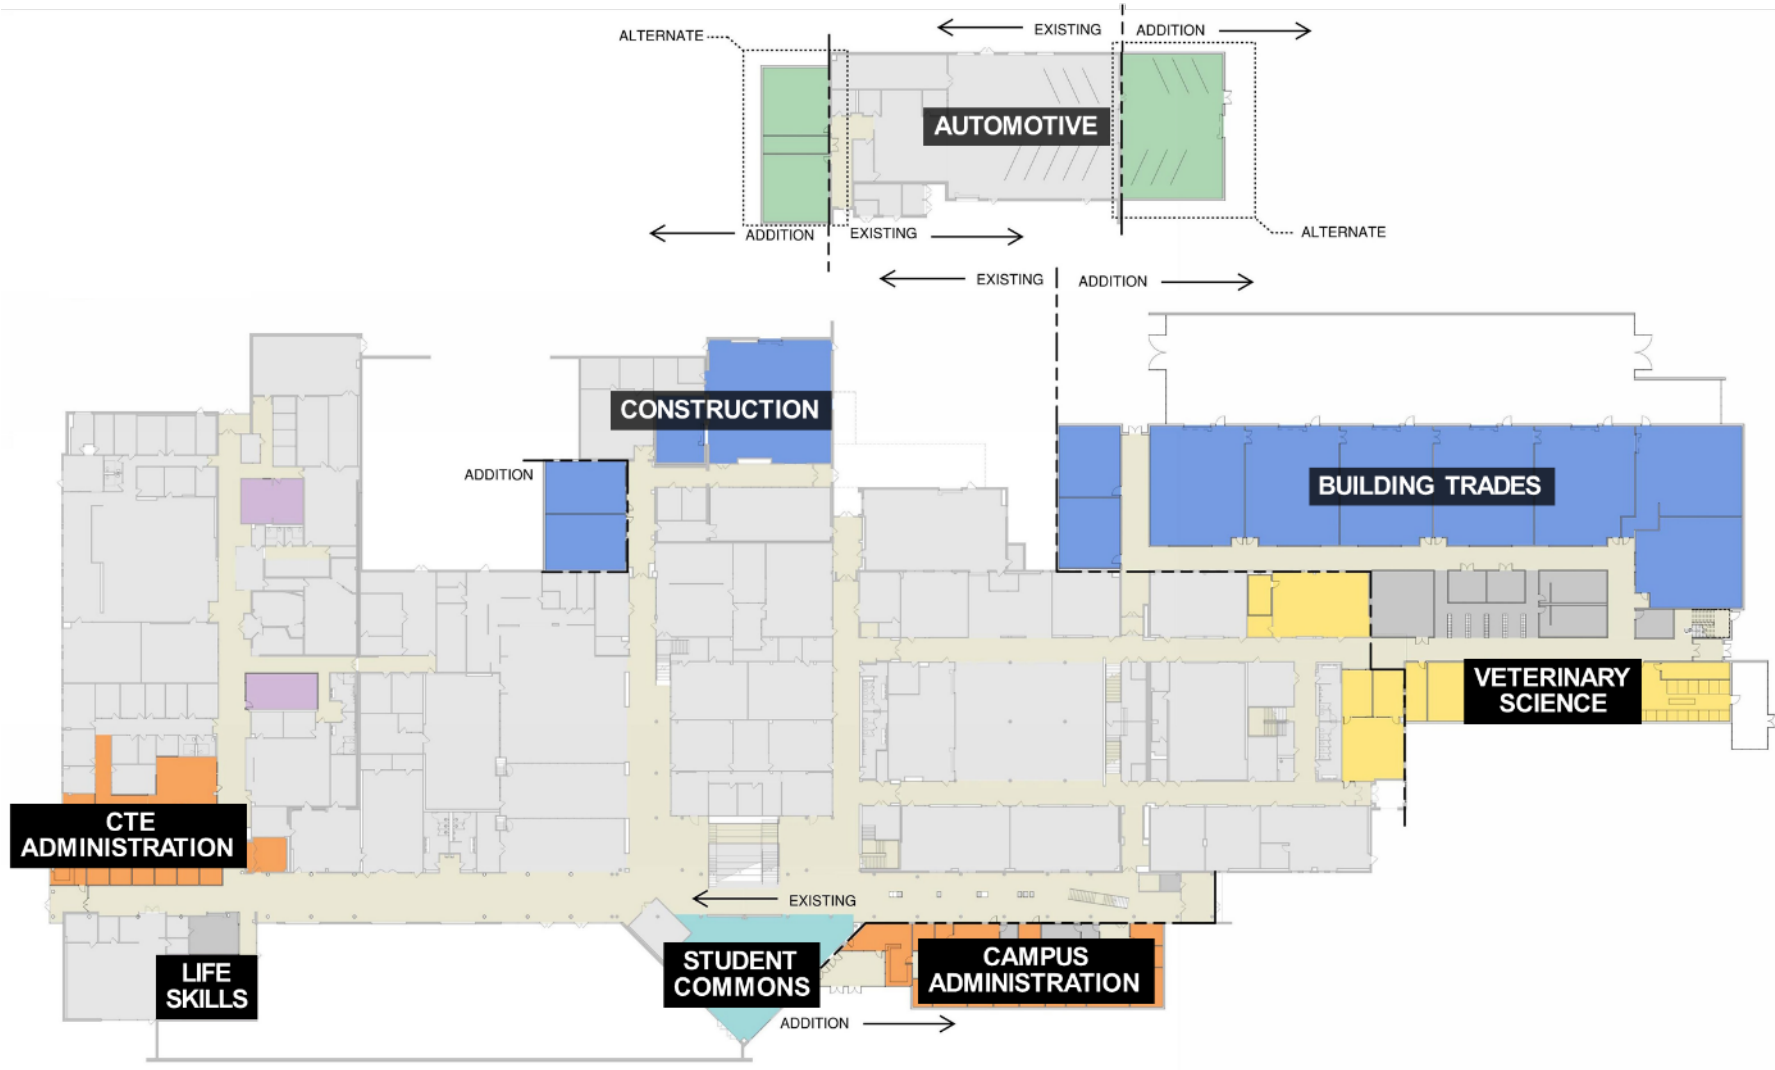 EXISTING
ADDITION
ALTERNATE
AUTOMOTIVE
ADDITION
EXISTING
ALTERNATE
EXISTING
ADDITION
CONSTRUCTION
ADDITION
BUILDING TRADES
VETERINARY
SCIENCE
CTE
ADMINISTRATION
EXISTING
LIFE
SKILLS
STUDENT
COMMONS
CAMPUS
ADMINISTRATION
ADDITION